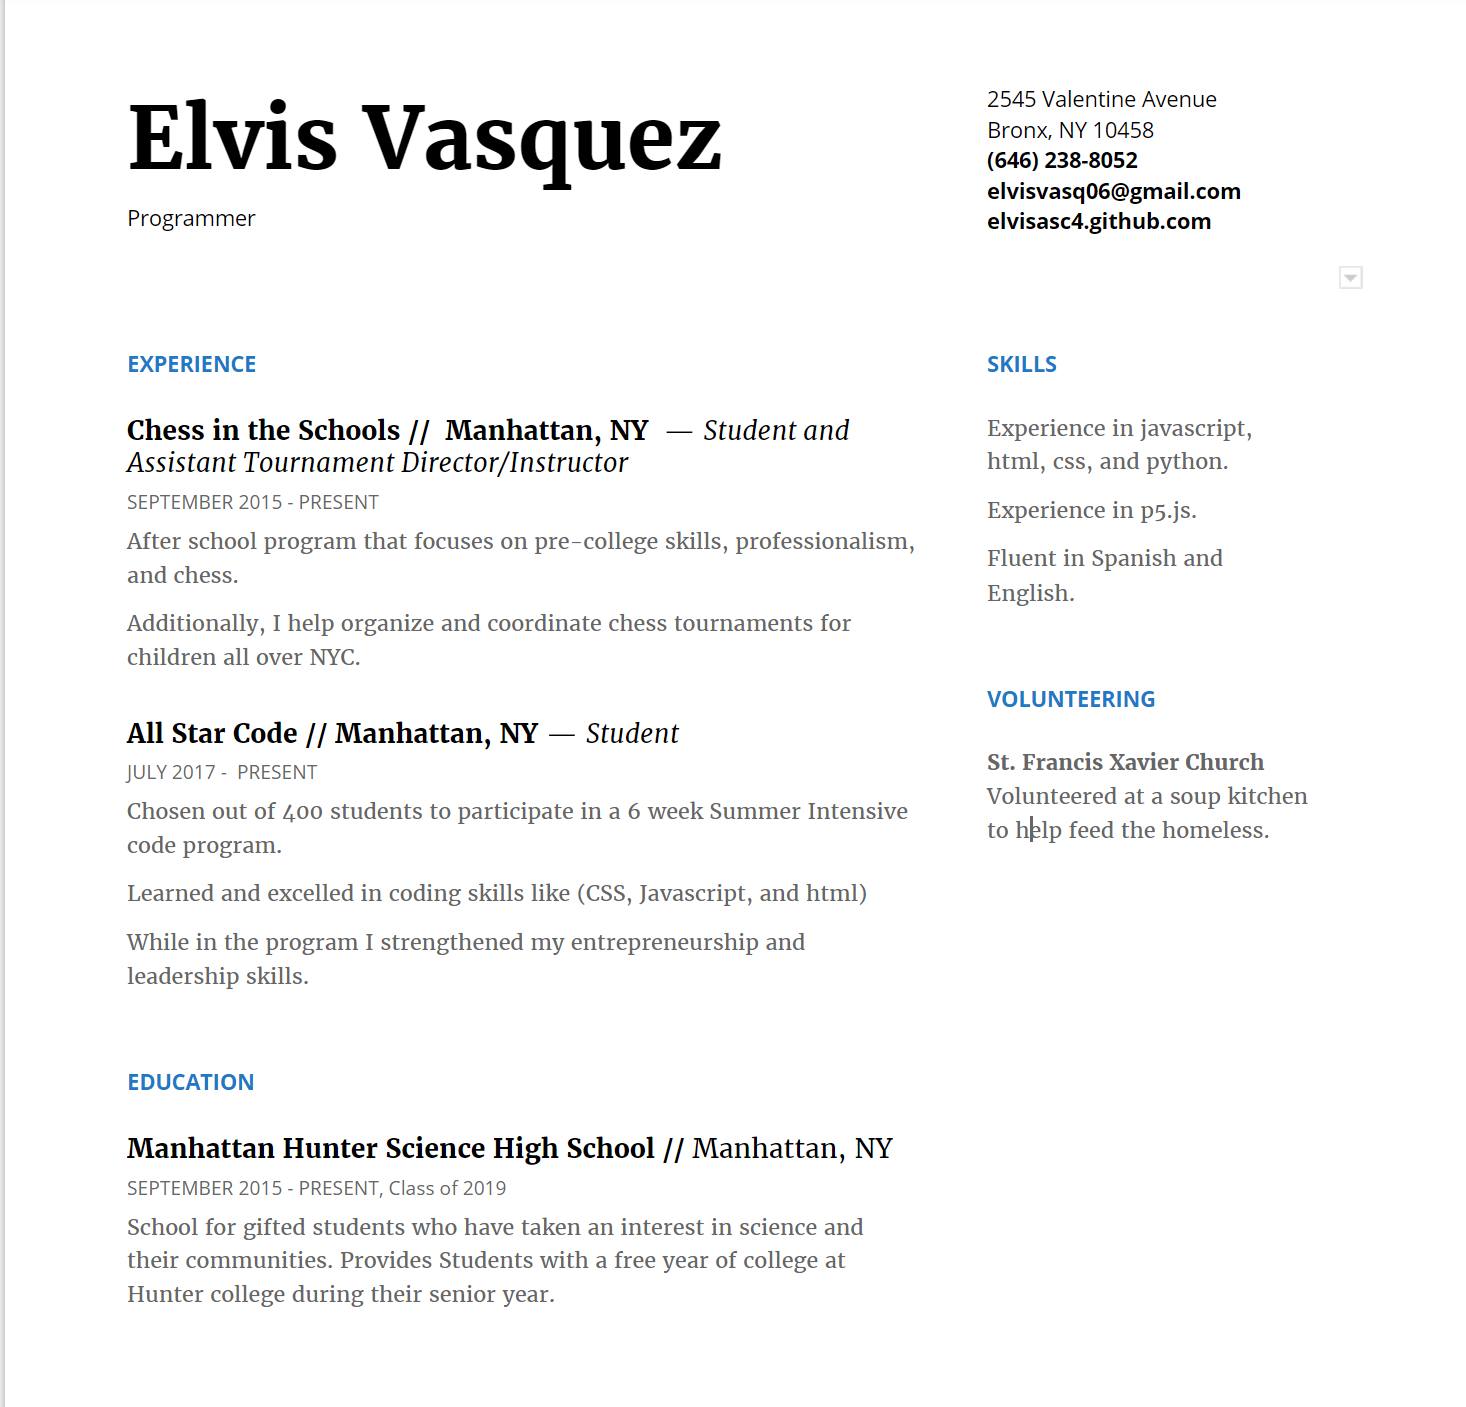 Elvis Vasquez
Programmer
2545 Valentine Avenue
Bronx, NY 10458
(646) 238-8052
elvisvasq06@gmail.com
elvisasc4.github.com
EXPERIENCE
Chess in the Schools //  Manhattan, NY  — Student and
Assistant Tournament Director/Instructor
SEPTEMBER 2015 - PRESENT
After school program that focuses on pre-college skills, professionalism,
and chess.
Additionally, I help organize and coordinate chess tournaments for
children all over NYC.
All Star Code // Manhattan, NY — Student
JULY 2017 -  PRESENT
Chosen out of 400 students to participate in a 6 week Summer Intensive
code program.
Learned and excelled in coding skills like (CSS, Javascript, and html)
While in the program I strengthened my entrepreneurship and
leadership skills.
EDUCATION
Manhattan Hunter Science High School // Manhattan, NY
SEPTEMBER 2015 - PRESENT, Class of 2019
School for gifted students who have taken an interest in science and
their communities. Provides Students with a free year of college at
Hunter college during their senior year.
SKILLS
Experience in javascript,
html, css, and python.
Experience in p5.js.
Fluent in Spanish and
English.
VOLUNTEERING
St. Francis Xavier Church
Volunteered at a soup kitchen
to help feed the homeless.